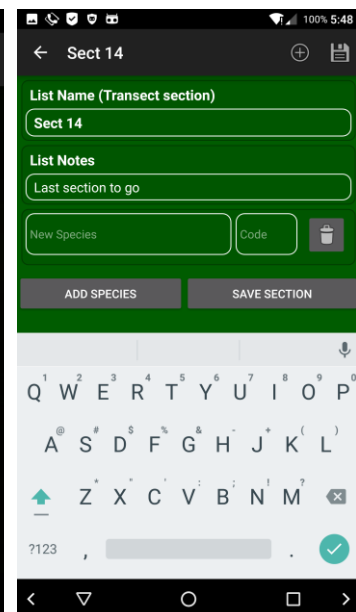 100% 5:48
Sect 14
List Name (Transect section)
Sect 14
List Notes
Last section to go
New Species Code
ADD SPECIES SAVE SECTION
1 2 3 4 5 6 7 8 9 0
Q W E R T Y U I O P
@ # $ % & - + ( )
A S D F G H J K L
* " ' : ; ! ?
Z X C V B N M
?123 , .